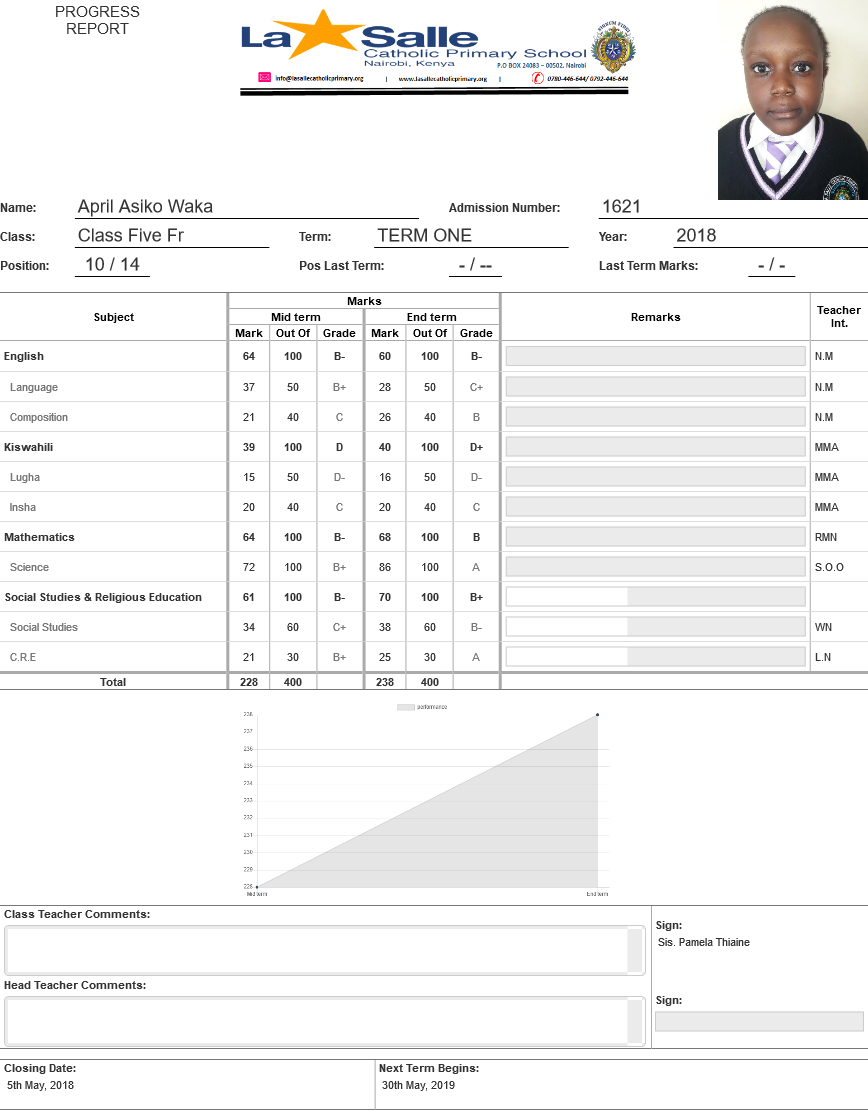 PROGRESS
REPORT
La Salle
Catholic Primary School
Nairobi, Kenya
P.O BOX 24083 – 00502, Nairobi
info@lasallecatholicprimary.org | www.lasallecatholicprimary.org | 0780-446-644/ 0792-446-644
Name: April Asiko Waka Admission Number: 1621
Class: Class Five Fr Term: TERM ONE Year: 2018
Position: 10 / 14 Pos Last Term: - / -- Last Term Marks: - / -
Subject Marks Remarks Teacher Int.
Mid term End term
Mark Out Of Grade Mark Out Of Grade
English 64 100 B- 60 100 B- N.M
Language 37 50 B+ 28 50 C+ N.M
Composition 21 40 C 26 40 B N.M
Kiswahili 39 100 D 40 100 D+ MMA
Lugha 15 50 D- 16 50 D- MMA
Insha 20 40 C 20 40 C MMA
Mathematics 64 100 B- 68 100 B RMN
Science 72 100 B+ 86 100 A S.O.O
Social Studies & Religious Education 61 100 B- 70 100 B+
Social Studies 34 60 C+ 38 60 B- WN
C.R.E 21 30 B+ 25 30 A L.N
Total 228 400 238 400
performance
238
237
236
235
234
233
232
231
230
229
228
Mid term End term
Class Teacher Comments:
Sign:
Sis. Pamela Thiaine
Head Teacher Comments:
Sign:
Closing Date: Next Term Begins:
5th May, 2018 30th May, 2019